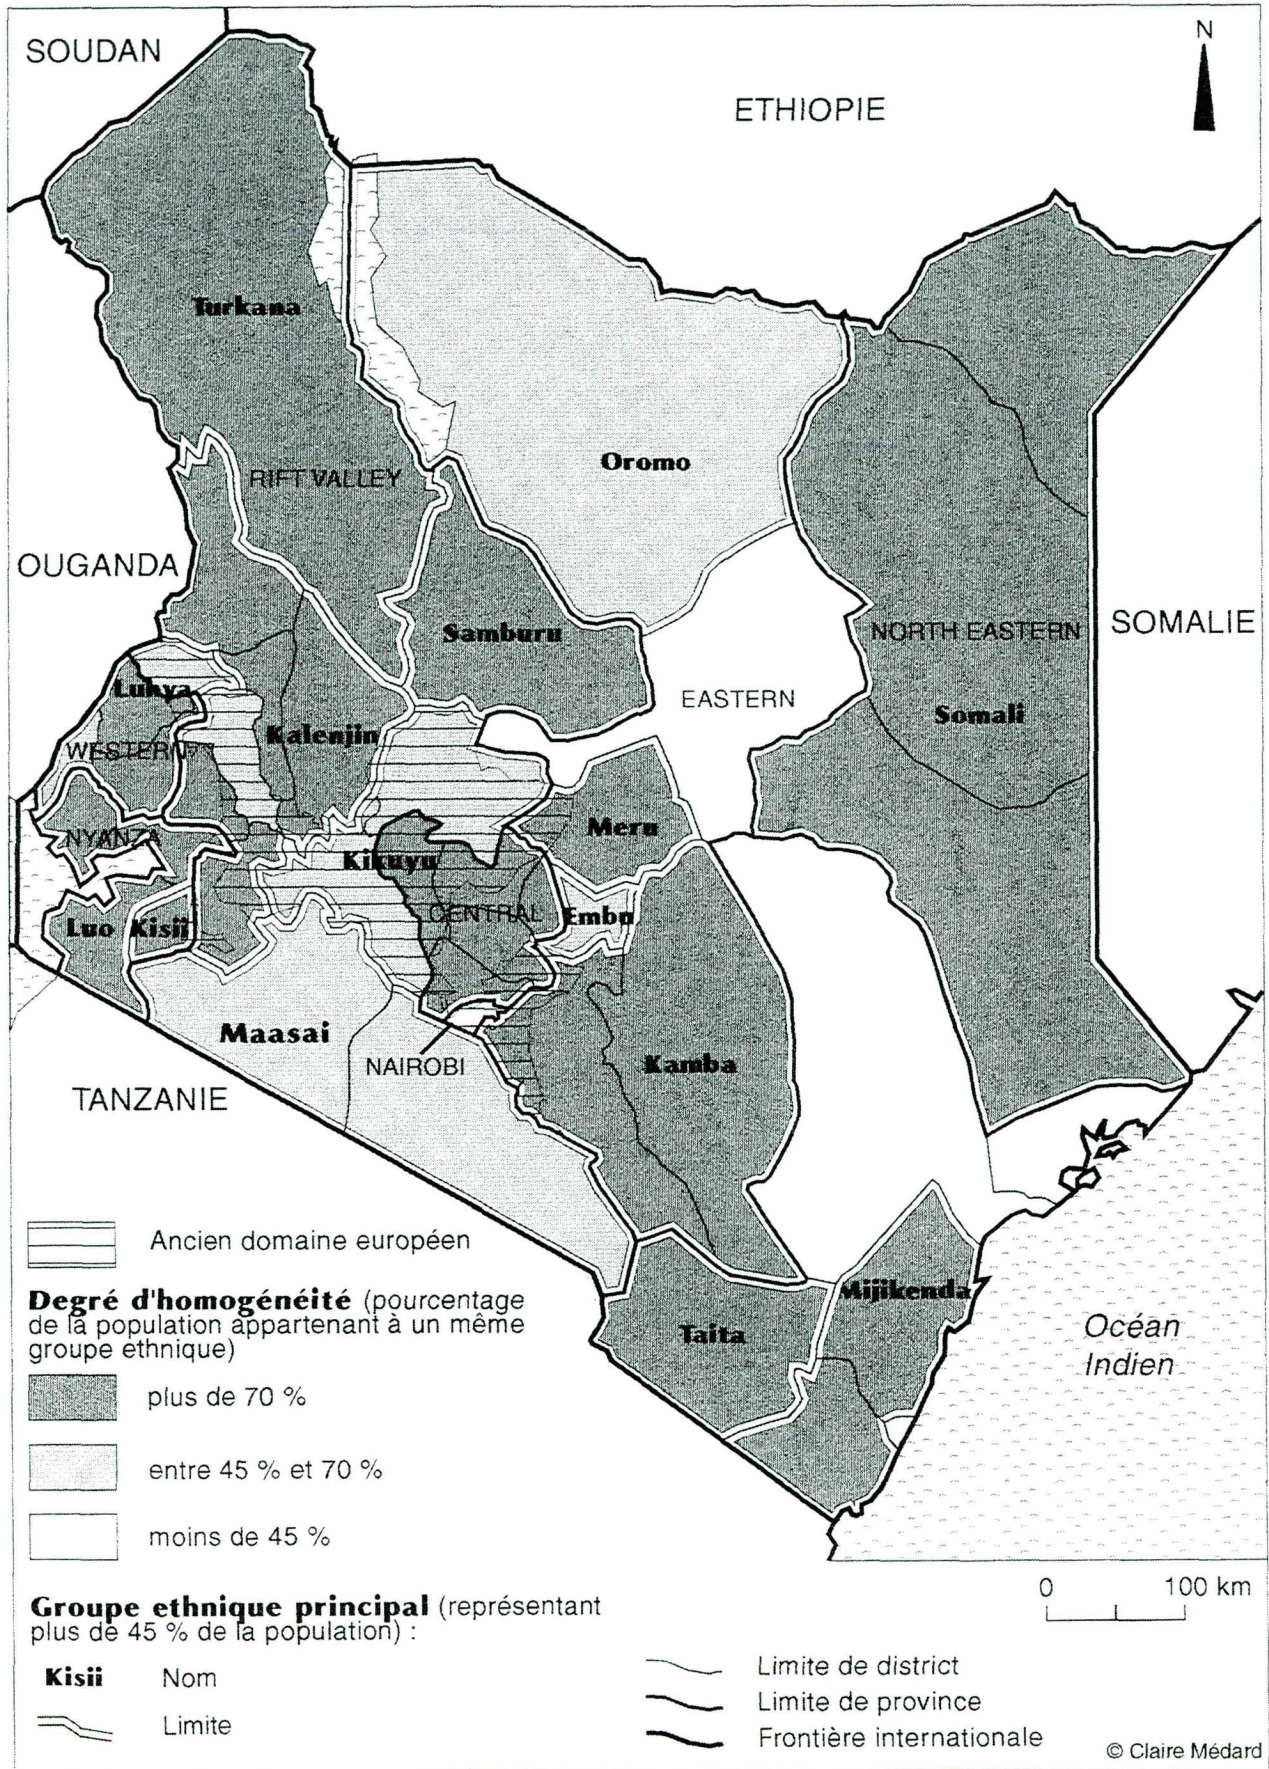 SOUDAN
N
ETHIOPIE
Turkana
RIFT VALLEY
Oromo
OUGANDA
SOMALIE
Samburu
NORTH EASTERN
Luhya
EASTERN
Somali
Kalenjin
WESTERN
Meru
NYANZA
Kikuyu
CENTRAL
Embu
Luo
Kisii
Maasai
NAIROBI
Kamba
TANZANIE
Ancien domaine européen
Degré d'homogénéité (pourcentage
de la population appartenant à un même
groupe ethnique)
Mijikenda
Taita
Océan
Indien
plus de 70 %
entre 45 % et 70 %
moins de 45 %
0 100 km
Groupe ethnique principal (représentant
plus de 45 % de la population) :
Kisii Nom
Limite
Limite de district
Limite de province
Frontière internationale
© Claire Médard